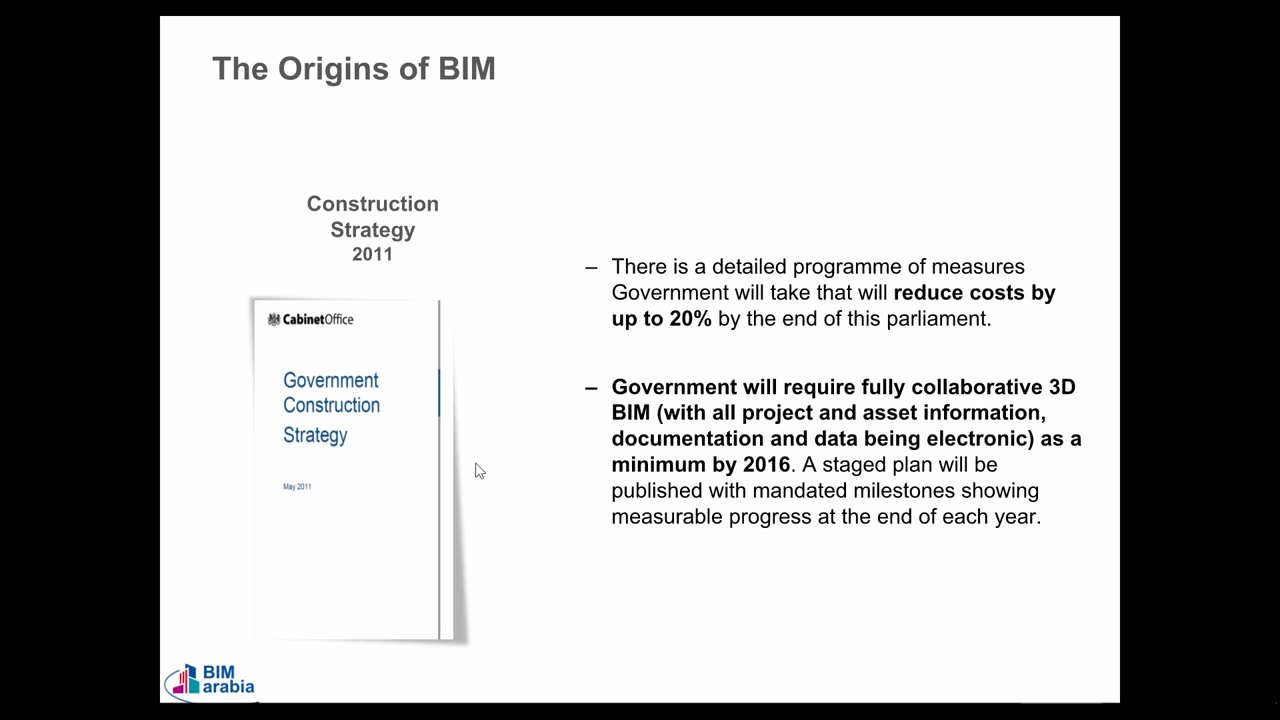 The Origins of BIM
Construction
Strategy
2011
CabinetOffice
Government
Construction
Strategy
May 2011
– There is a detailed programme of measures
Government will take that will reduce costs by
up to 20% by the end of this parliament.
– Government will require fully collaborative 3D
BIM (with all project and asset information,
documentation and data being electronic) as a
minimum by 2016. A staged plan will be
published with mandated milestones showing
measurable progress at the end of each year.
BIM
arabia